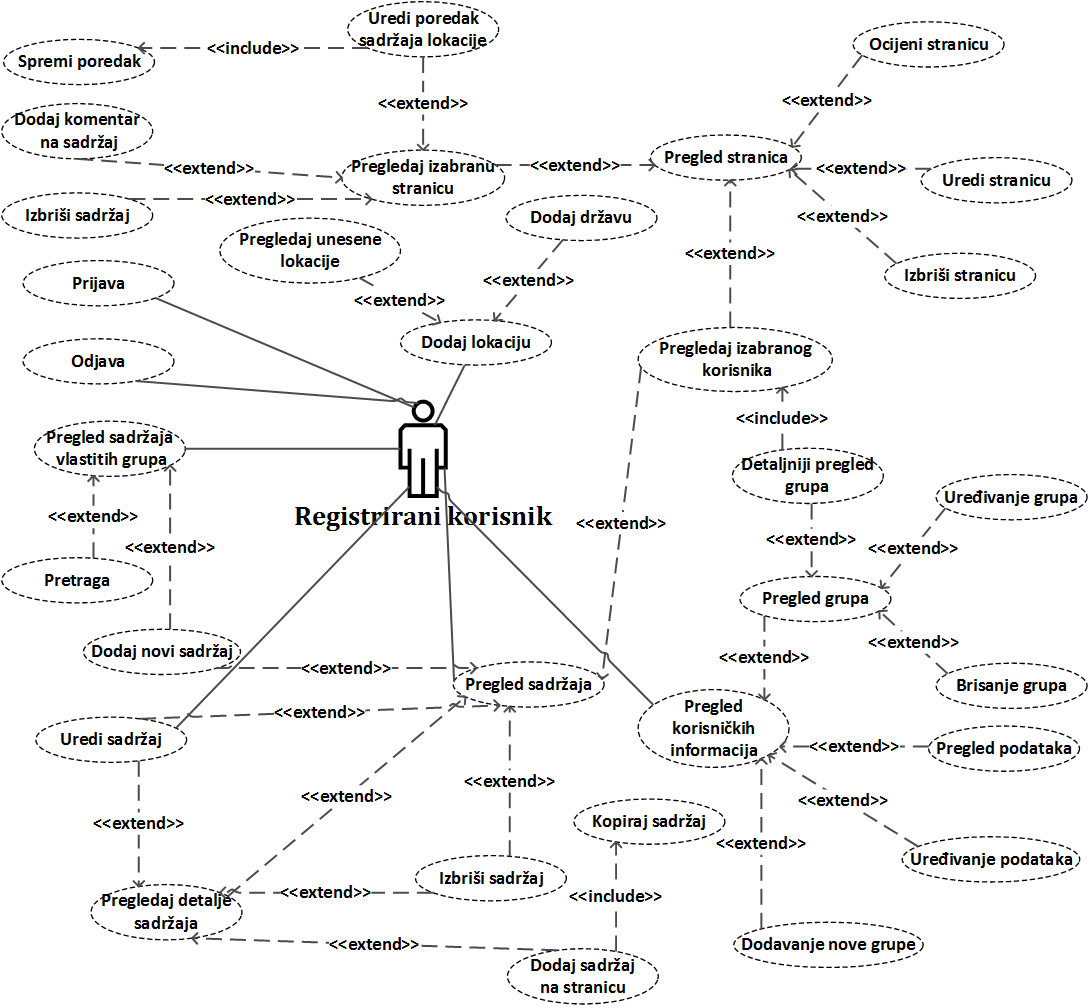 Uredi poredak
sadržaja lokacije
<<include>>
Spremi poredak
Ocijeni stranicu
<<extend>>
<<extend>>
Dodaj komentar
na sadržaj
<<extend>>
Pregledaj izabranu
stranicu
<<extend>>
Pregled stranica
<<extend>>
Uredi stranicu
Izbriši sadržaj
<<extend>>
Dodaj državu
<<extend>>
Pregledaj unesene
lokacije
<<extend>>
Izbriši stranicu
Prijava
<<extend>>
<<extend>>
Dodaj lokaciju
Pregledaj izabranog
korisnika
Odjava
<<include>>
Pregled sadržaja
vlastitih grupa
Detaljniji pregled
grupa
Uređivanje grupa
<<extend>>
Registrirani korisnik
<<extend>>
<<extend>>
<<extend>>
<<extend>>
Pretraga
Pregled grupa
<<extend>>
Dodaj novi sadržaj
<<extend>>
<<extend>>
Pregled sadržaja
Brisanje grupa
<<extend>>
Pregled
korisničkih
informacija
Uredi sadržaj
<<extend>>
Pregled podataka
<<extend>>
<<extend>>
<<extend>>
<<extend>>
Kopiraj sadržaj
<<extend>>
Uređivanje podataka
Izbriši sadržaj
<<extend>>
<<include>>
Pregledaj detalje
sadržaja
<<extend>>
Dodavanje nove grupe
Dodaj sadržaj
na stranicu